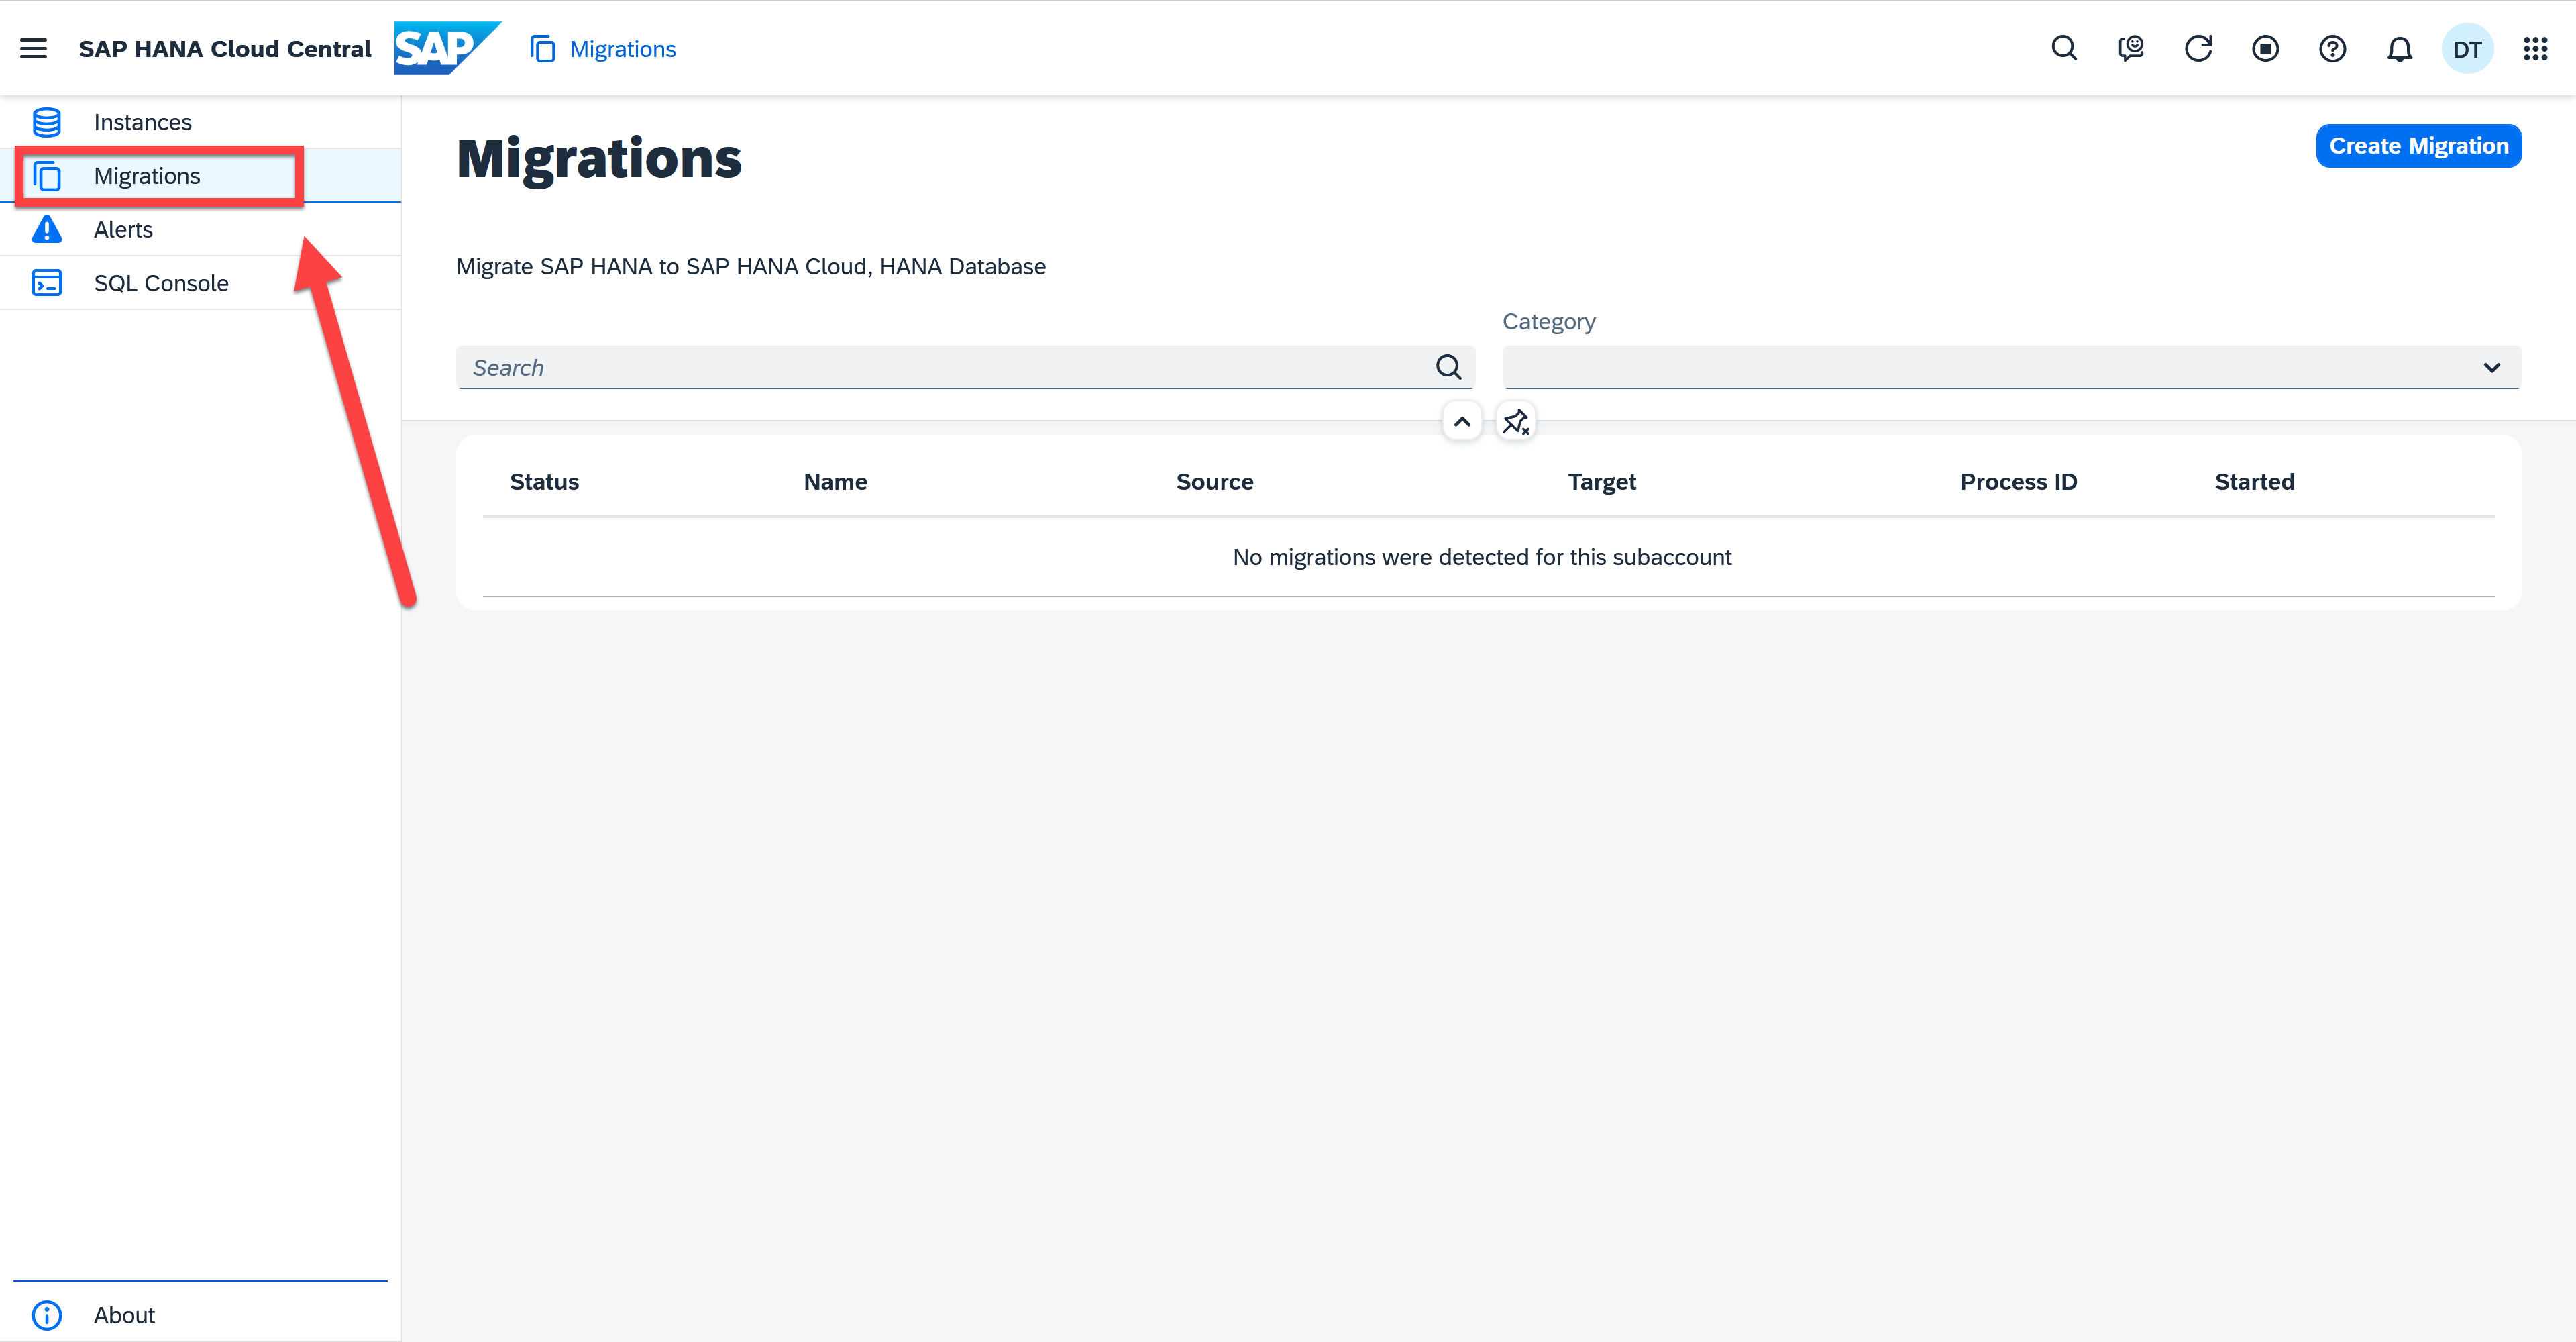 SAP HANA Cloud Central
SAP
Migrations
DT
Instances
Migrations
Alerts
SQL Console
Migrations
Create Migration
Migrate SAP HANA to SAP HANA Cloud, HANA Database
Category
Search
Status Name Source Target Process ID Started
No migrations were detected for this subaccount
About